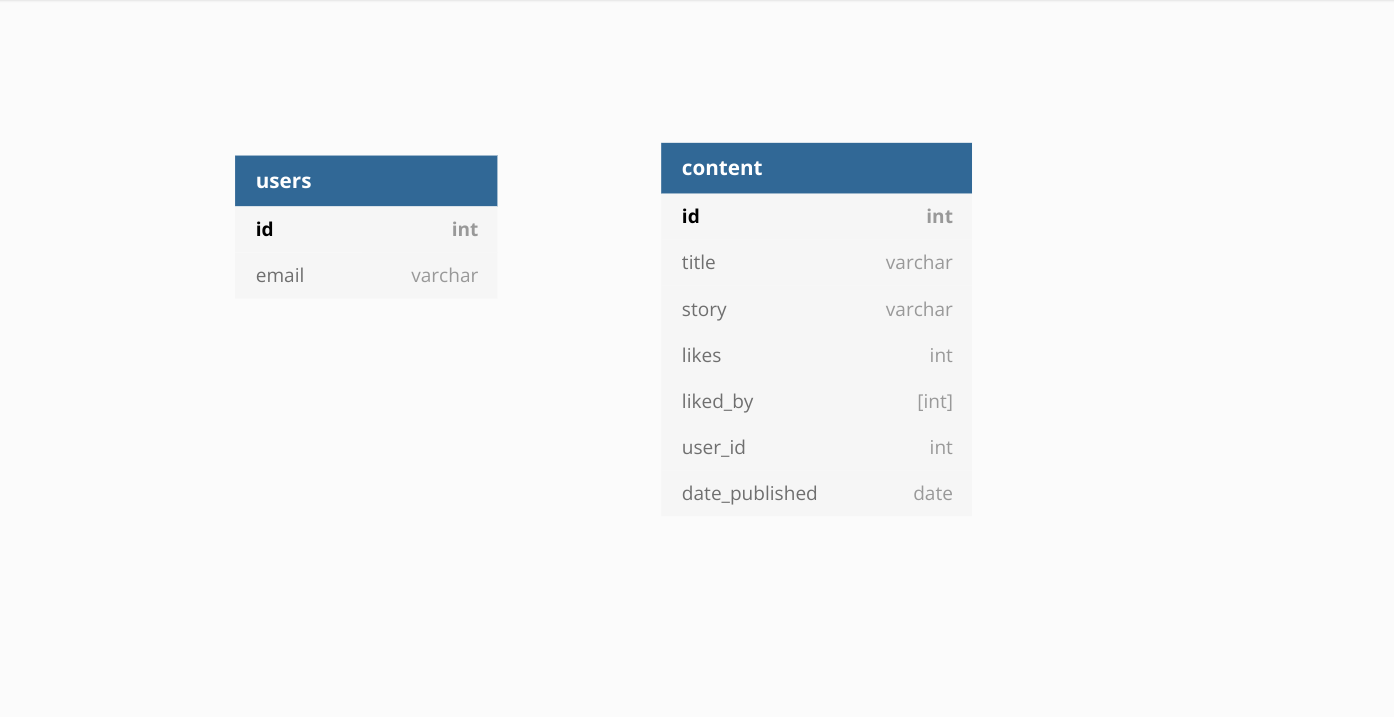 users
id int
email varchar
content
id int
title varchar
story varchar
likes int
liked_by [int]
user_id int
date_published date